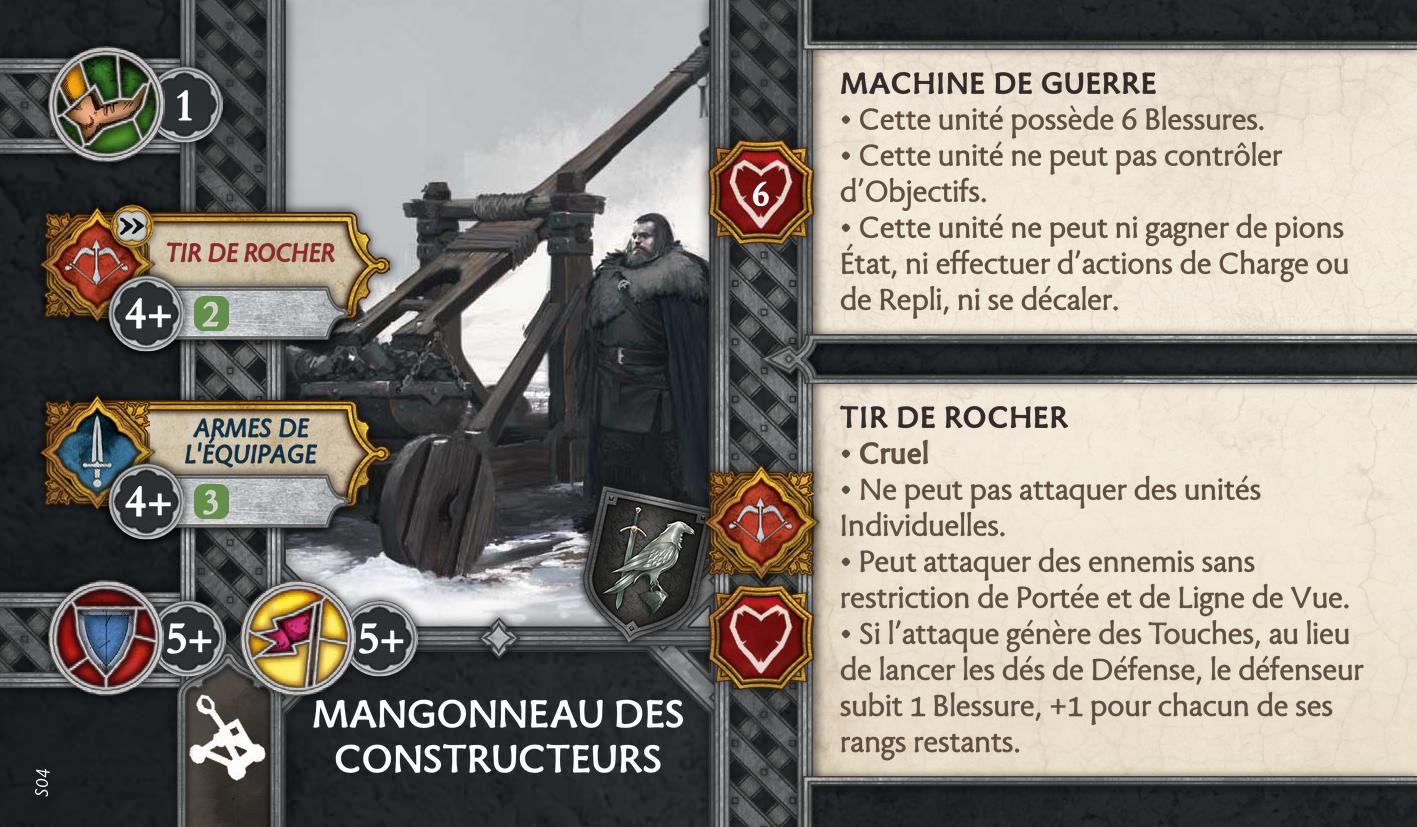 1
TIR DE ROCHER
4+ 2
ARMES DE
L'ÉQUIPAGE
4+ 3
5+ 5+
MANGONNEAU DES
CONSTRUCTEURS
S04
6
MACHINE DE GUERRE
• Cette unité possède 6 Blessures.
• Cette unité ne peut pas contrôler
d’Objectifs.
• Cette unité ne peut ni gagner de pions
État, ni effectuer d’actions de Charge ou
de Repli, ni se décaler.
TIR DE ROCHER
• Cruel
• Ne peut pas attaquer des unités
Individuelles.
• Peut attaquer des ennemis sans
restriction de Portée et de Ligne de Vue.
• Si l’attaque génère des Touches, au lieu
de lancer les dés de Défense, le défenseur
subit 1 Blessure, +1 pour chacun de ses
rangs restants.